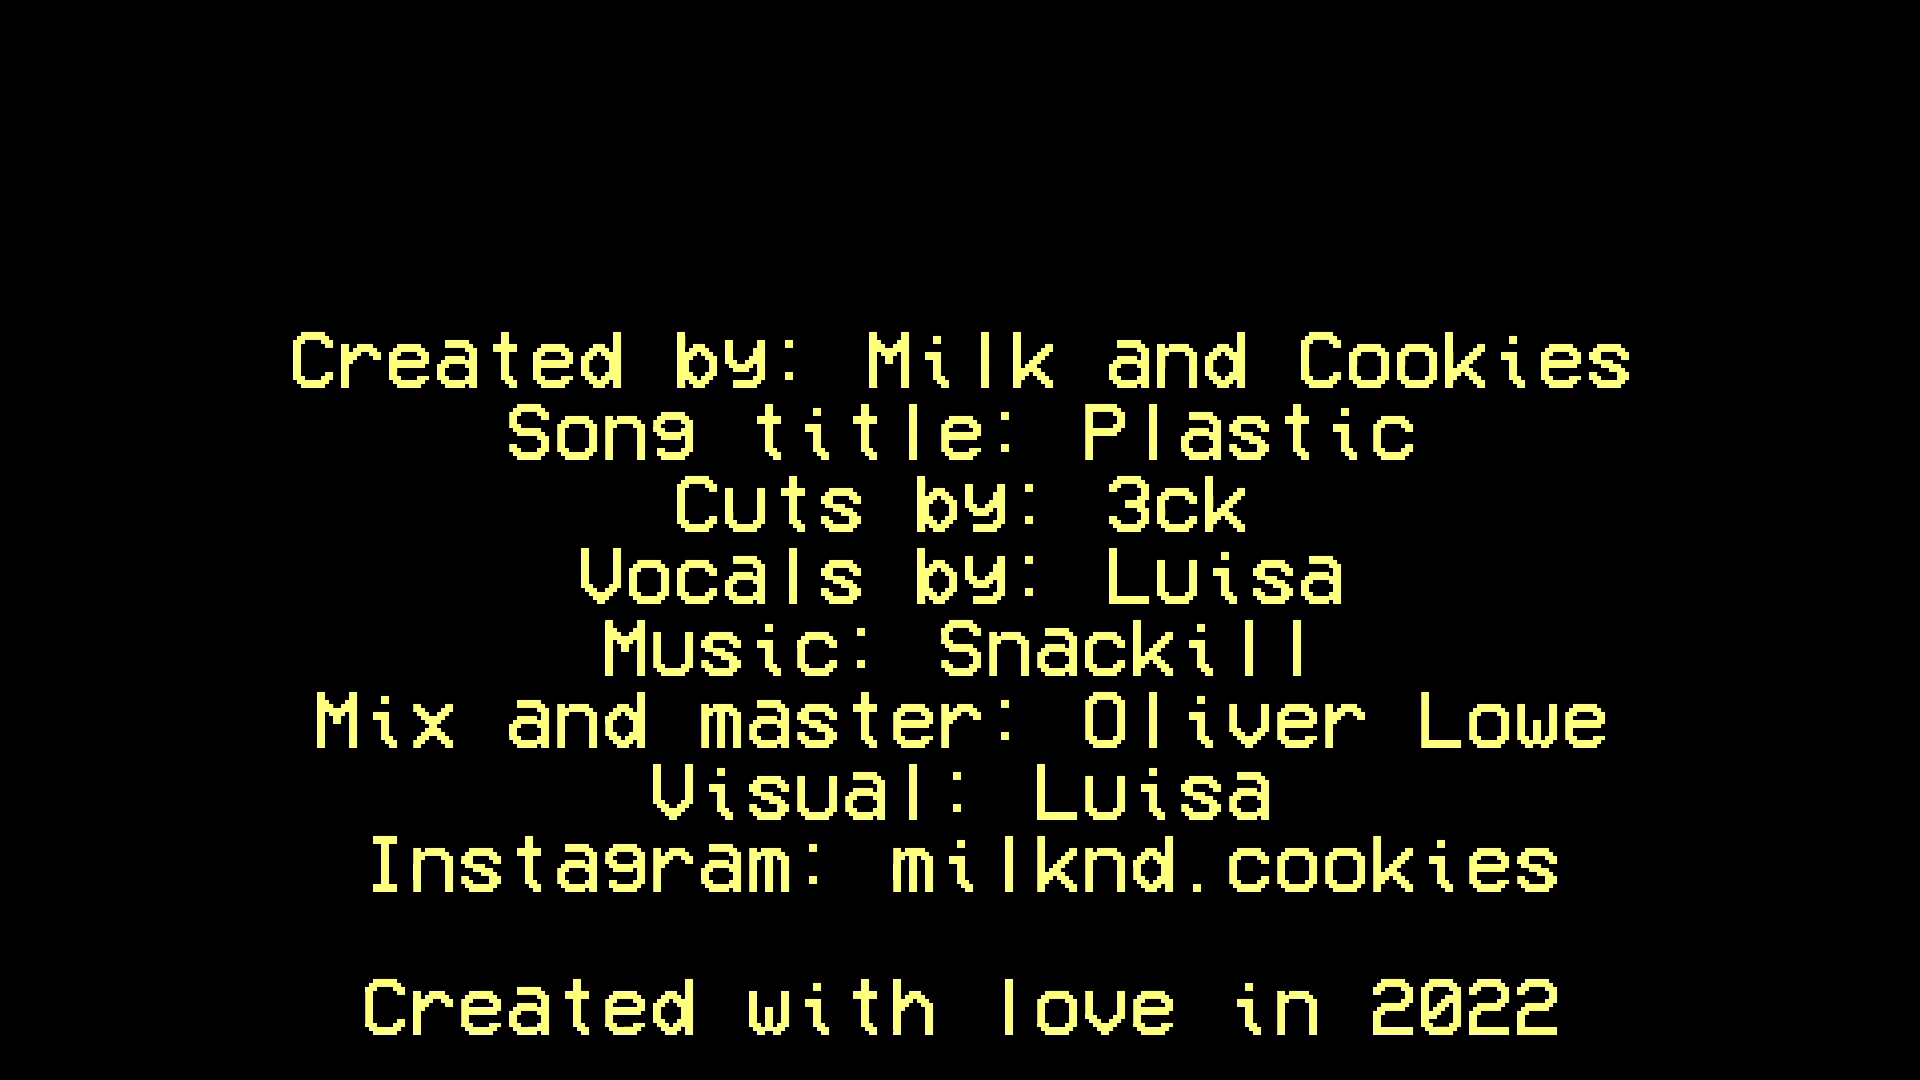 Created by: Milk and Cookies
Song title: Plastic
Cuts by: 3ck
Vocals by: Luisa
Music: Snackill
Mix and master: Oliver Lowe
Visual: Luisa
Instagram: milknd.cookies
Created with love in 2022